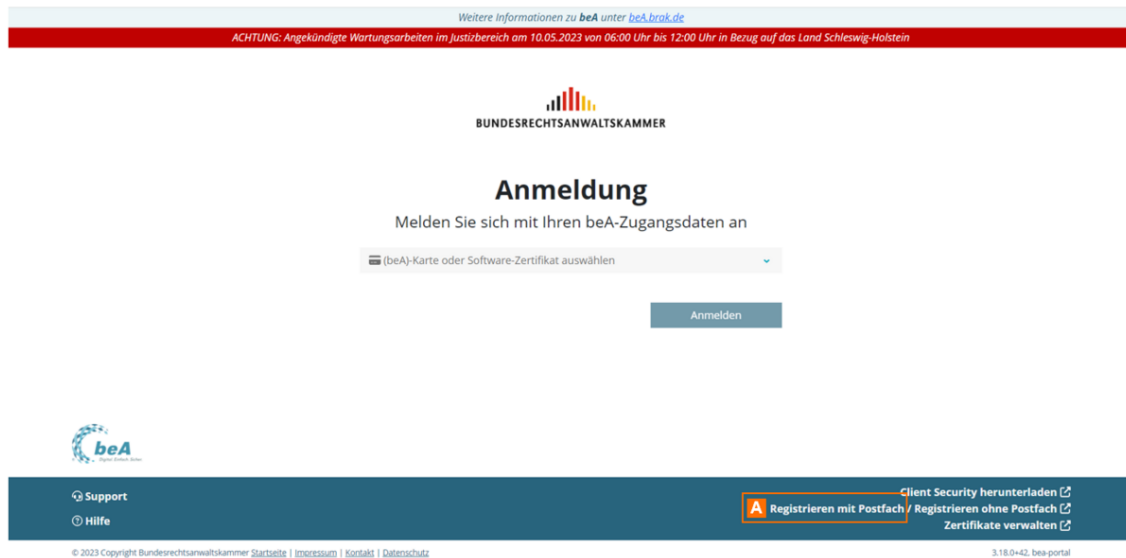 Weitere Informationen zu beA unter beA.brak.de
ACHTUNG: Angekündigte Wartungsarbeiten im Justizbereich am 10.05.2023 von 06:00 Uhr bis 12:00 Uhr in Bezug auf das Land Schleswig-Holstein
BUNDESRECHTSANWALTSKAMMER
Anmeldung
Melden Sie sich mit Ihren beA-Zugangsdaten an
(beA)-Karte oder Software-Zertifikat auswählen
Anmelden
beA
Digital. Einfach. Sicher.
Support
Hilfe
Client Security herunterladen
A Registrieren mit Postfach / Registrieren ohne Postfach
Zertifikate verwalten
© 2023 Copyright Bundesrechtsanwaltskammer Startseite | Impressum | Kontakt | Datenschutz
3.18.0+42, bea-portal